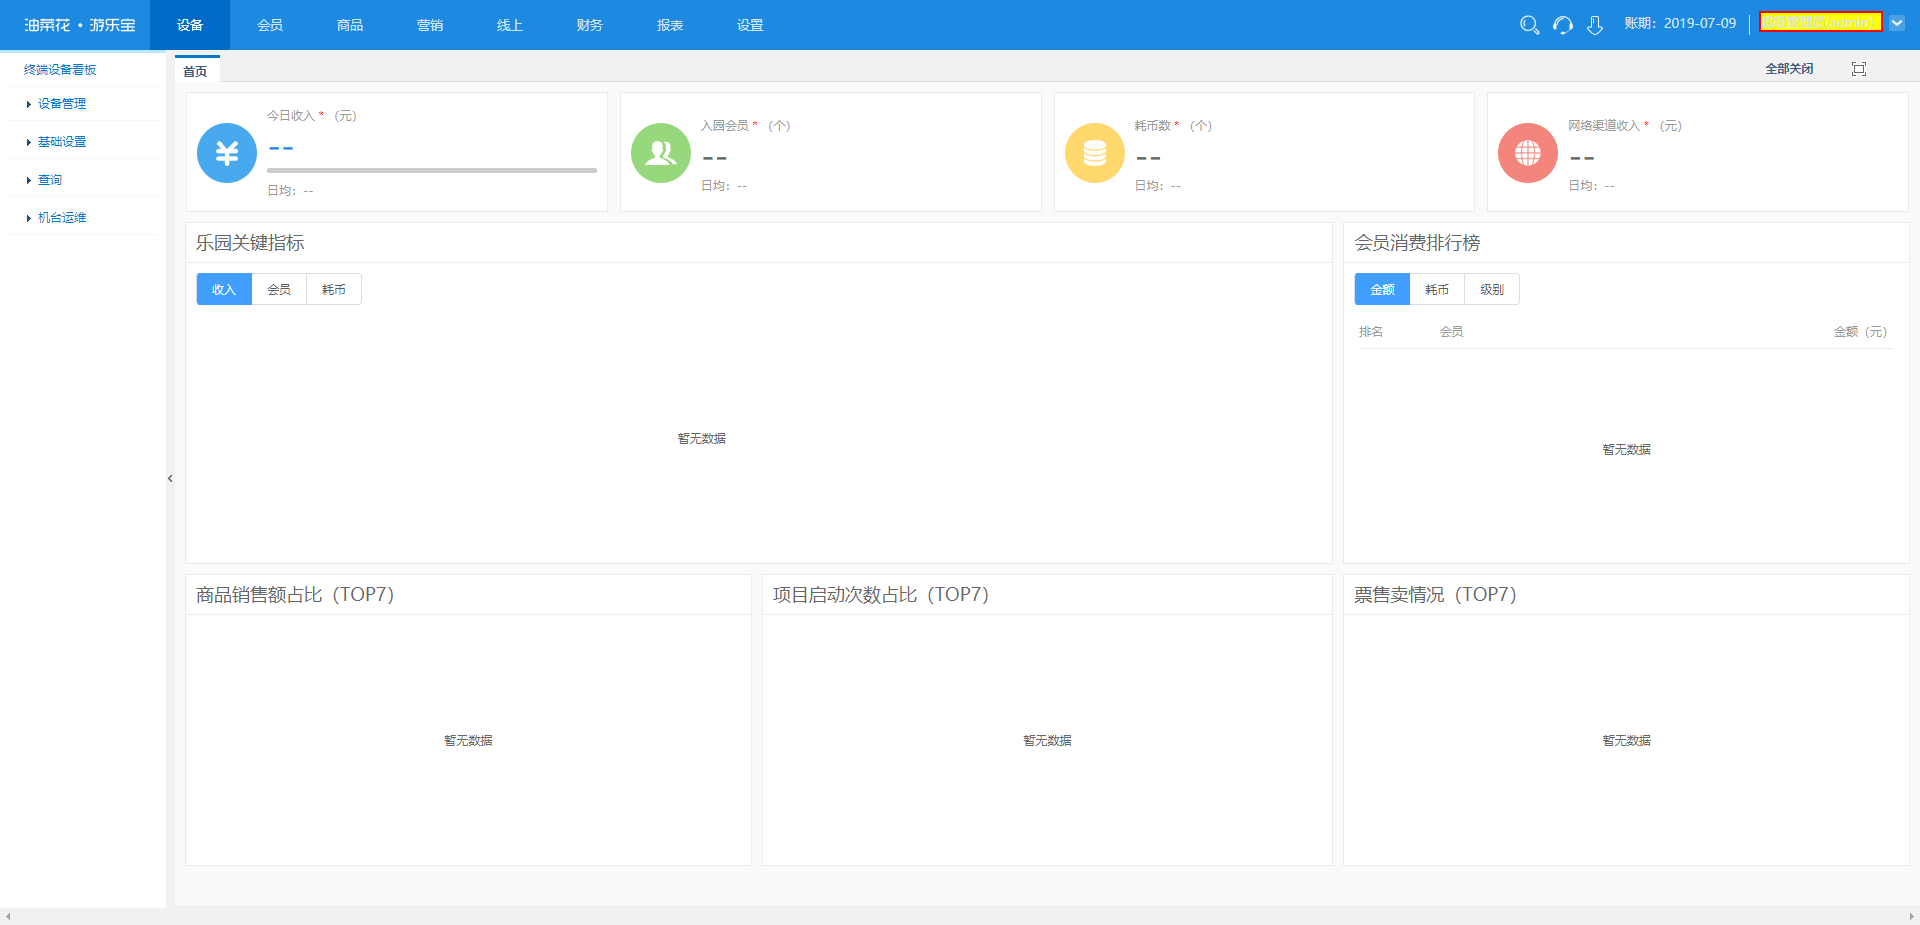 油菜花·游乐宝 设备 会员 商品 营销 线上 财务 报表 设置 账期：2019-07-09
终端设备看板
设备管理
基础设置
查询
机台运维
首页 全部关闭
今日收入 * （元）
--
日均：--
入园会员 * （个）
--
日均：--
耗币数 * （个）
--
日均：--
网络渠道收入 * （元）
--
日均：--
乐园关键指标
收入 会员 耗币
暂无数据
会员消费排行榜
金额 耗币 级别
排名 会员 金额（元）
暂无数据
商品销售额占比（TOP7）
暂无数据
项目启动次数占比（TOP7）
暂无数据
票售卖情况（TOP7）
暂无数据